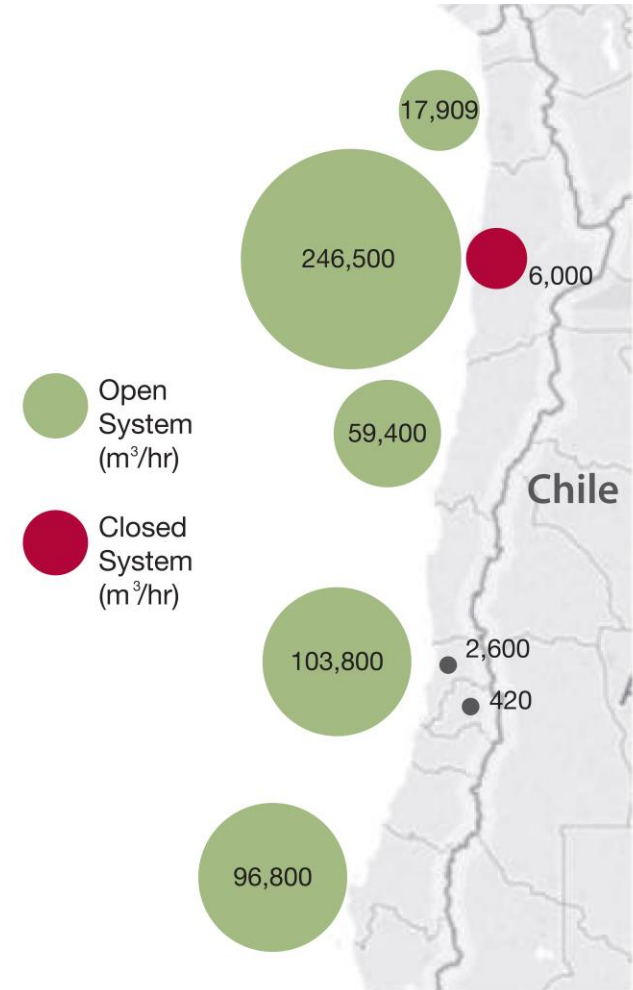 17,909
246,500
6,000
59,400
Open
System
(m³/hr)
Chile
Closed
System
(m³/hr)
103,800
2,600
420
A
96,800